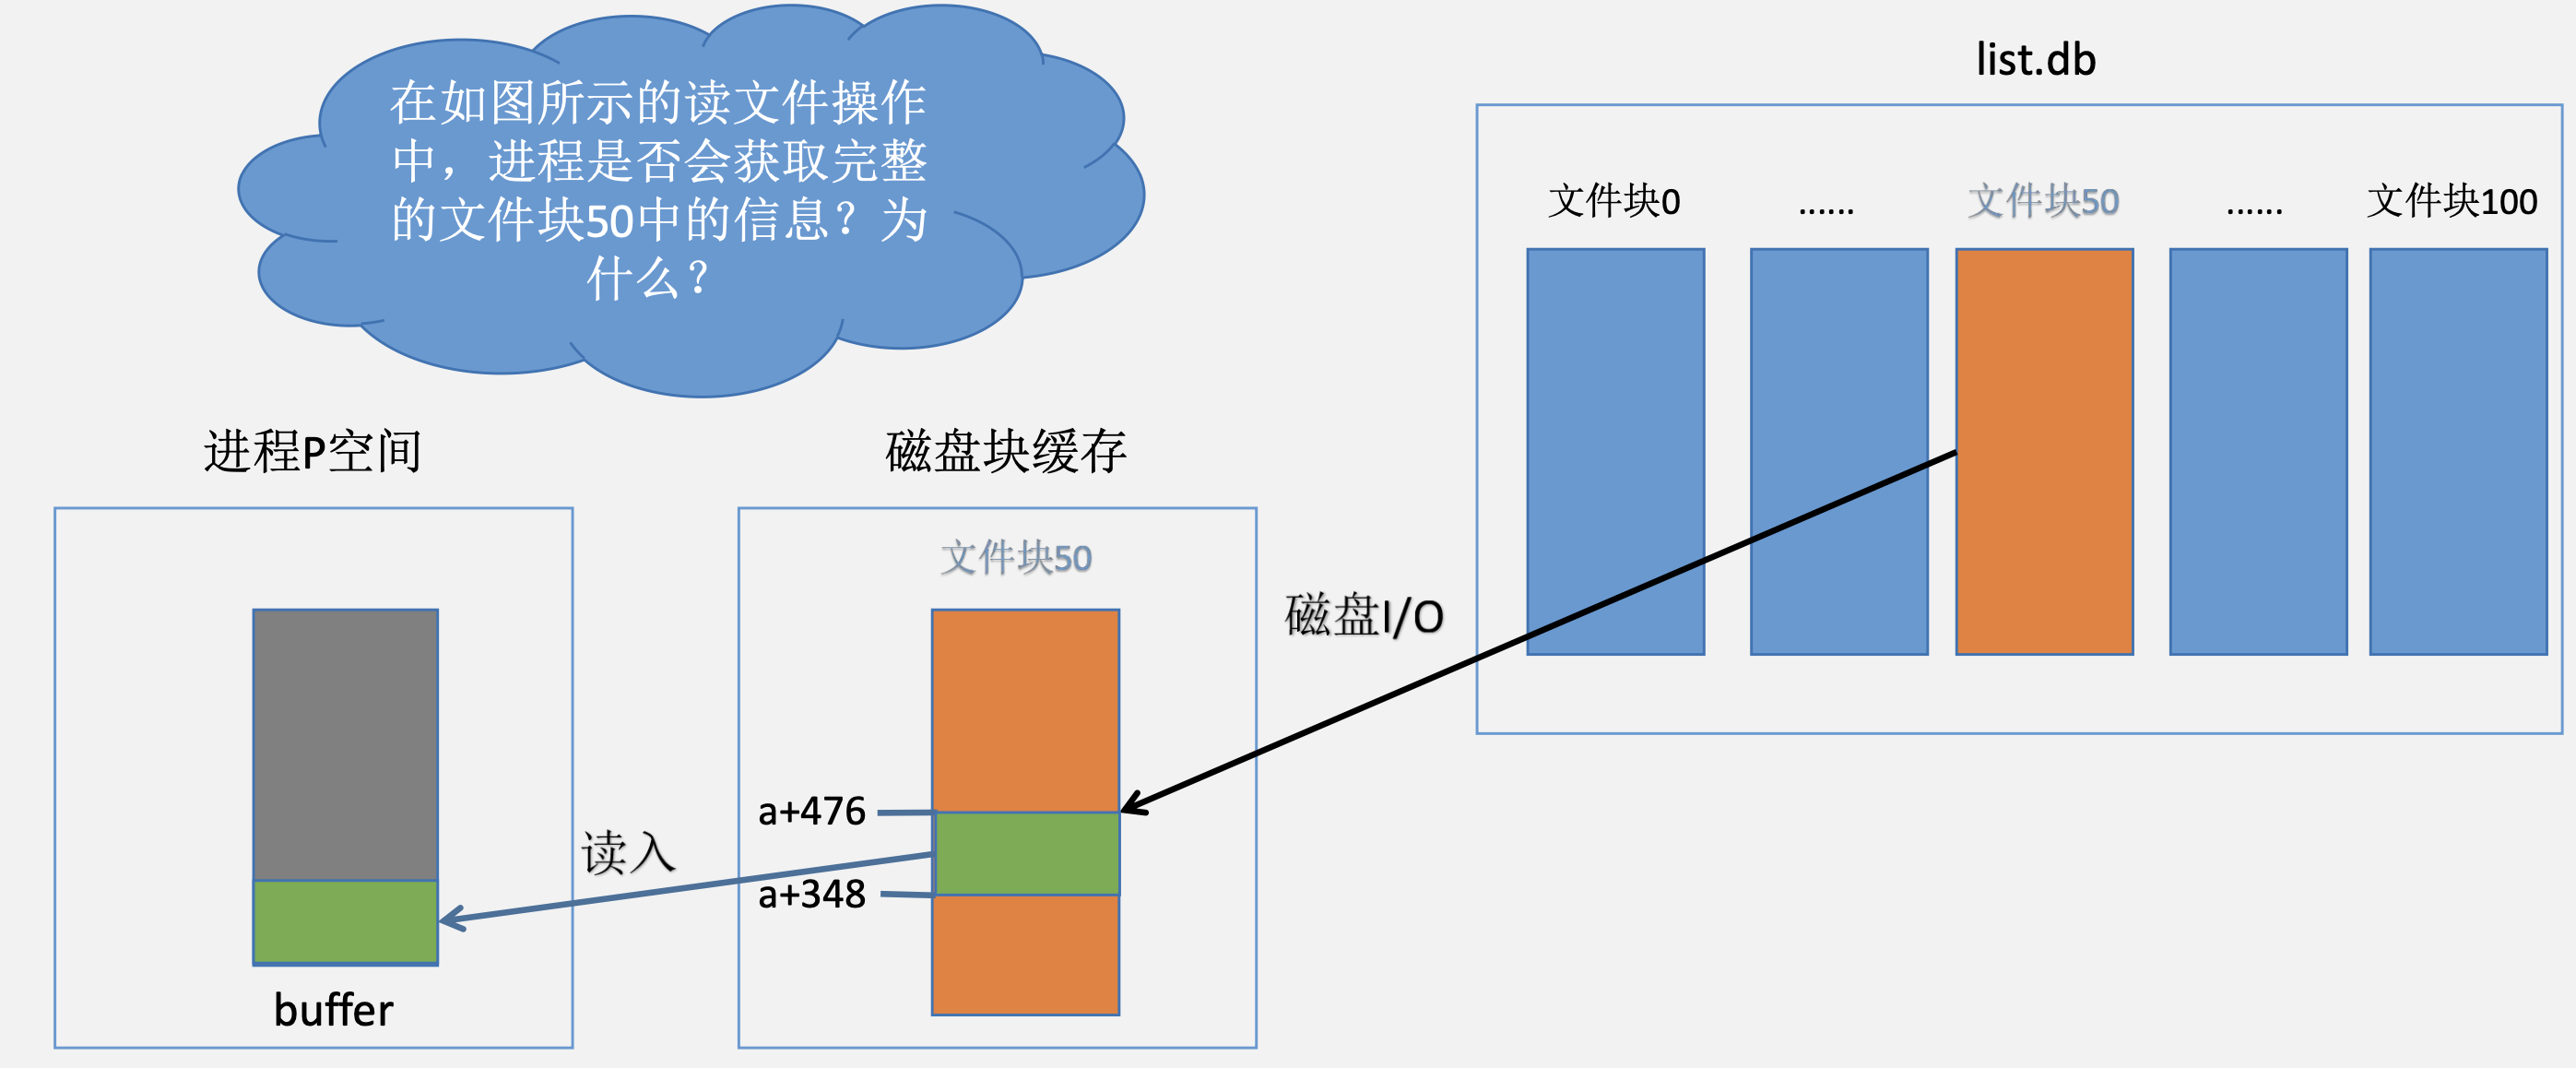 在如图所示的读文件操作
中，进程是否会获取完整
的文件块50中的信息？为
什么？
list.db
文件块0
......
文件块50
......
文件块100
进程P空间
磁盘块缓存
文件块50
磁盘I/O
a+476
读入
a+348
buffer